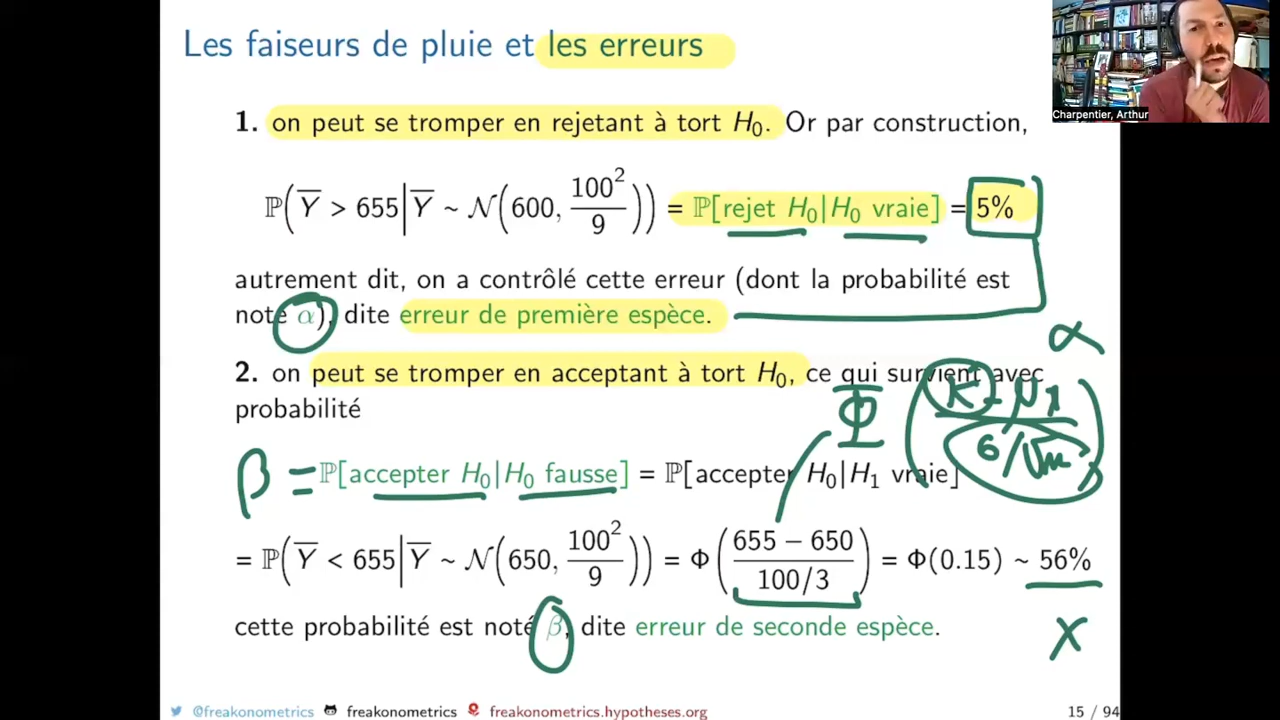 Les faiseurs de pluie et les erreurs
Charpentier, Arthur
1. on peut se tromper en rejetant à tort H₀. Or par construction,
ℙ(Y̅ > 655|Y̅ ~ 𝒩(600, 100²/9)) = ℙ[rejet H₀|H₀ vraie] = 5%
autrement dit, on a contrôlé cette erreur (dont la probabilité est
noté α), dite erreur de première espèce.
α
2. on peut se tromper en acceptant à tort H₀, ce qui survient avec
probabilité
Φ
β = ℙ[accepter H₀|H₀ fausse] = ℙ[accepter H₀|H₁ vraie]
= ℙ(Y̅ < 655|Y̅ ~ 𝒩(650, 100²/9)) = Φ((655 − 650)/(100/3)) = Φ(0.15) ~ 56%
cette probabilité est noté β, dite erreur de seconde espèce.
@freakonometrics freakonometrics freakonometrics.hypotheses.org 15 / 94